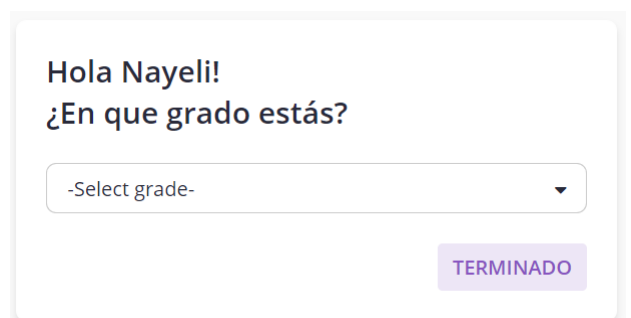 Hola Nayeli!
¿En que grado estás?
-Select grade-
TERMINADO